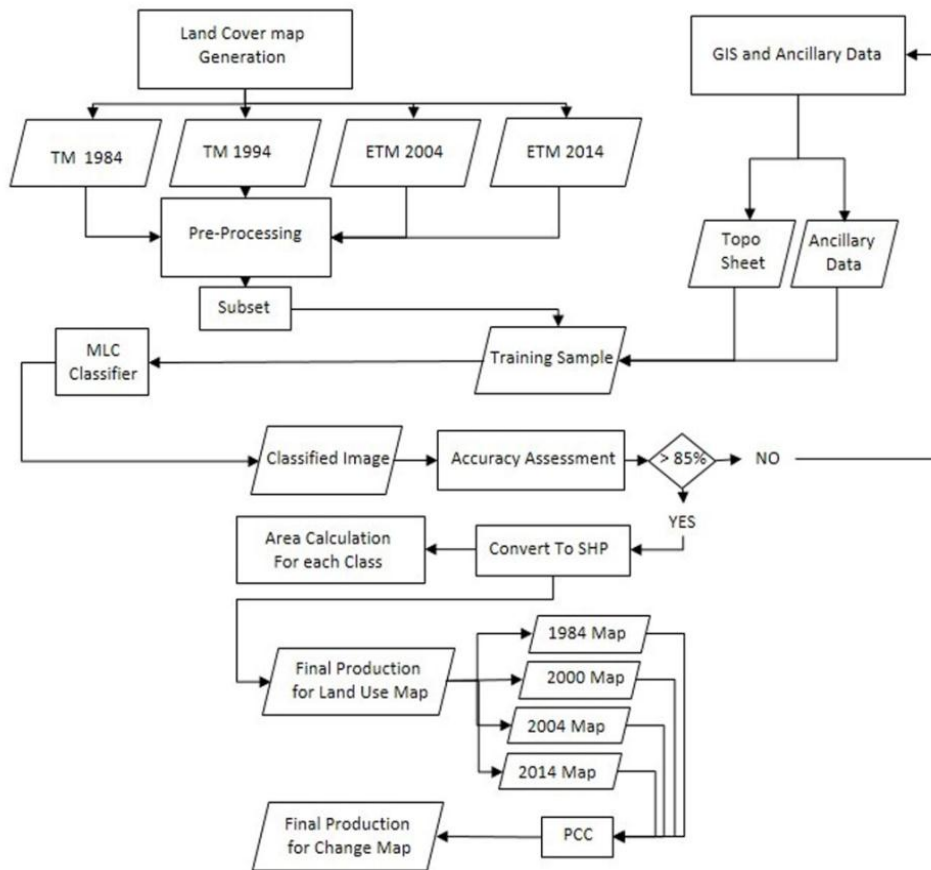 Land Cover map
Generation
GIS and Ancillary Data
TM 1984
TM 1994
ETM 2004
ETM 2014
Pre-Processing
Topo
Sheet
Ancillary
Data
Subset
MLC
Classifier
Training Sample
Classified Image
Accuracy Assessment
> 85%
NO
YES
Area Calculation
For each Class
Convert To SHP
1984 Map
Final Production
for Land Use Map
2000 Map
2004 Map
2014 Map
Final Production
for Change Map
PCC